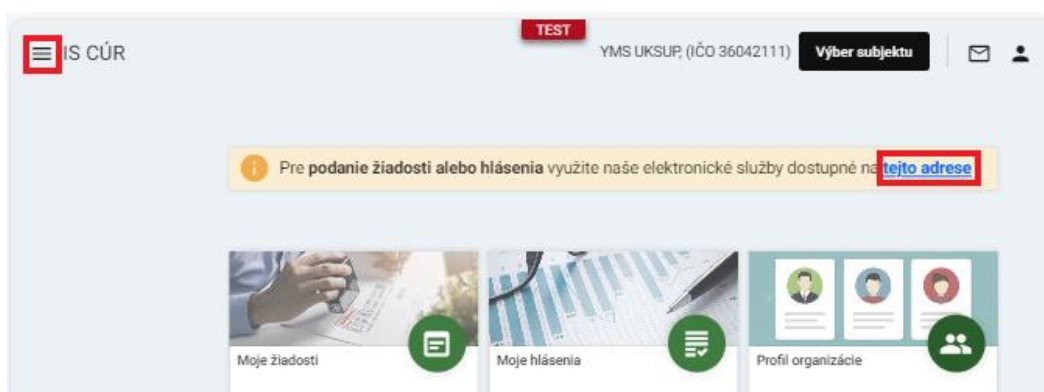 TEST
IS CÚR
YMS UKSUP, (IČO 36042111) Výber subjektu
Pre podanie žiadosti alebo hlásenia využite naše elektronické služby dostupné na tejto adrese
Moje žiadosti
Moje hlásenia
Profil organizácie